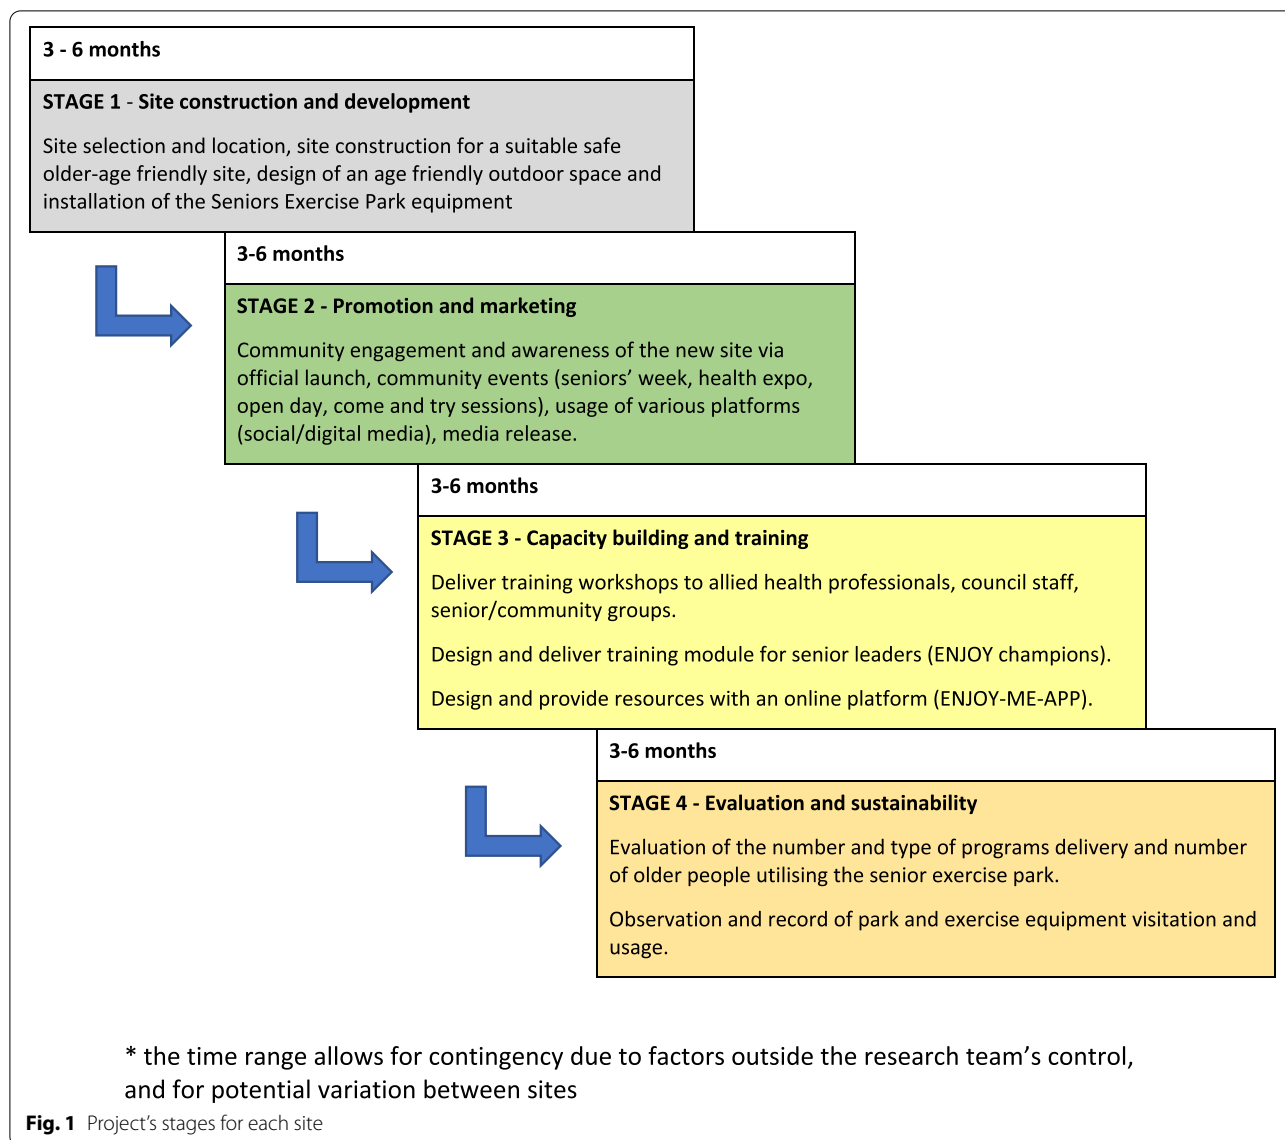 3 - 6 months
STAGE 1 - Site construction and development
Site selection and location, site construction for a suitable safe
older-age friendly site, design of an age friendly outdoor space and
installation of the Seniors Exercise Park equipment
3-6 months
STAGE 2 - Promotion and marketing
Community engagement and awareness of the new site via
official launch, community events (seniors’ week, health expo,
open day, come and try sessions), usage of various platforms
(social/digital media), media release.
3-6 months
STAGE 3 - Capacity building and training
Deliver training workshops to allied health professionals, council staff,
senior/community groups.
Design and deliver training module for senior leaders (ENJOY champions).
Design and provide resources with an online platform (ENJOY-ME-APP).
3-6 months
STAGE 4 - Evaluation and sustainability
Evaluation of the number and type of programs delivery and number
of older people utilising the senior exercise park.
Observation and record of park and exercise equipment visitation and
usage.
* the time range allows for contingency due to factors outside the research team’s control,
and for potential variation between sites
Fig. 1 Project’s stages for each site